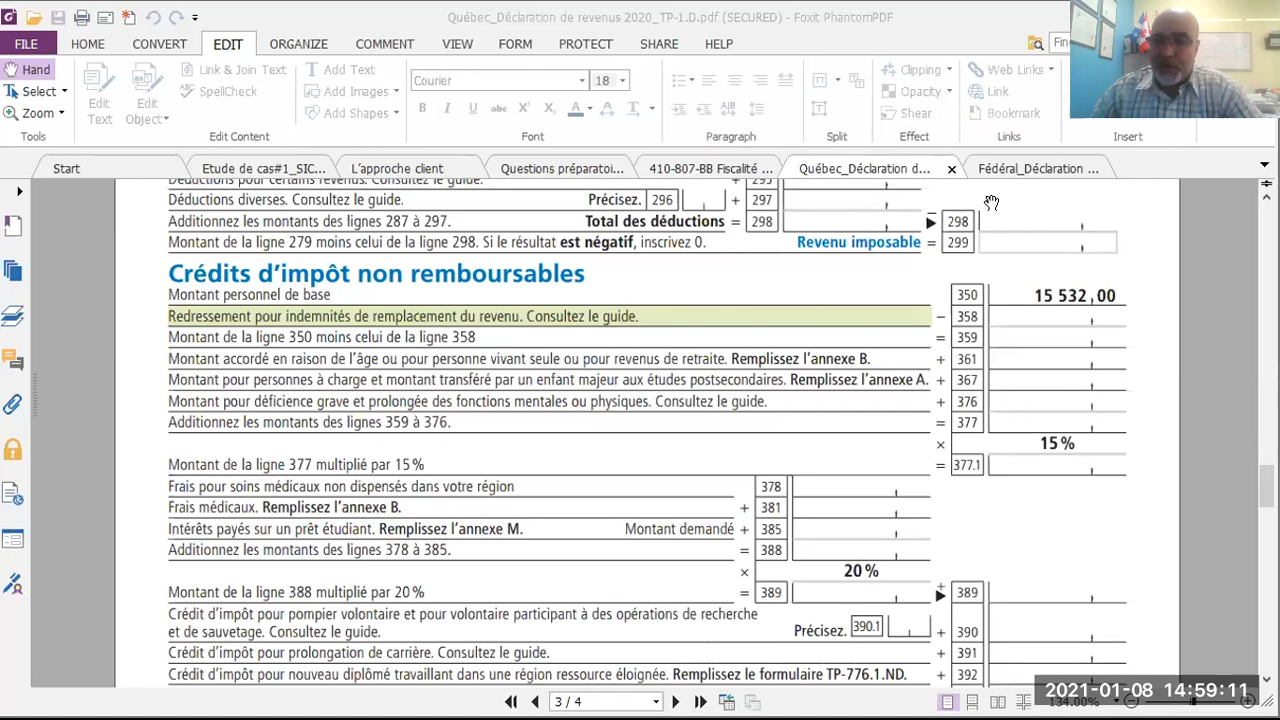 Québec_Déclaration de revenus 2020_TP-1.D.pdf (SECURED) - Foxit PhantomPDF
FILE HOME CONVERT EDIT ORGANIZE COMMENT VIEW FORM PROTECT SHARE HELP
Hand Select Zoom Tools
Edit Text Edit Object Link & Join Text SpellCheck Add Text Add Images Add Shapes Edit Content
Courier 18 Font
Paragraph
Split
Clipping Opacity Shear Effect
Web Links Link Bookmark Links
Insert
Start Etude de cas#1_SIC... L'approche client Questions préparatoi... 410-807-BB Fiscalité ... Québec_Déclaration d... Fédéral_Déclaration ...
Déductions pour certains revenus. Consultez le guide. + 295
Déductions diverses. Consultez le guide. Précisez. 296 + 297
Additionnez les montants des lignes 287 à 297. Total des déductions = 298 – 298
Montant de la ligne 279 moins celui de la ligne 298. Si le résultat est négatif, inscrivez 0. Revenu imposable = 299
Crédits d'impôt non remboursables
Montant personnel de base 350 15 532,00
Redressement pour indemnités de remplacement du revenu. Consultez le guide. – 358
Montant de la ligne 350 moins celui de la ligne 358 = 359
Montant accordé en raison de l'âge ou pour personne vivant seule ou pour revenus de retraite. Remplissez l'annexe B. + 361
Montant pour personnes à charge et montant transféré par un enfant majeur aux études postsecondaires. Remplissez l'annexe A. + 367
Montant pour déficience grave et prolongée des fonctions mentales ou physiques. Consultez le guide. + 376
Additionnez les montants des lignes 359 à 376. = 377
× 15 %
Montant de la ligne 377 multiplié par 15 % = 377.1
Frais pour soins médicaux non dispensés dans votre région 378
Frais médicaux. Remplissez l'annexe B. + 381
Intérêts payés sur un prêt étudiant. Remplissez l'annexe M. Montant demandé + 385
Additionnez les montants des lignes 378 à 385. = 388
× 20 %
Montant de la ligne 388 multiplié par 20 % = 389 + 389
Crédit d'impôt pour pompier volontaire et pour volontaire participant à des opérations de recherche
et de sauvetage. Consultez le guide. Précisez. 390.1 + 390
Crédit d'impôt pour prolongation de carrière. Consultez le guide. + 391
Crédit d'impôt pour nouveau diplômé travaillant dans une région ressource éloignée. Remplissez le formulaire TP-776.1.ND. + 392
3 / 4
2021-01-08 14:59:11
134.00%